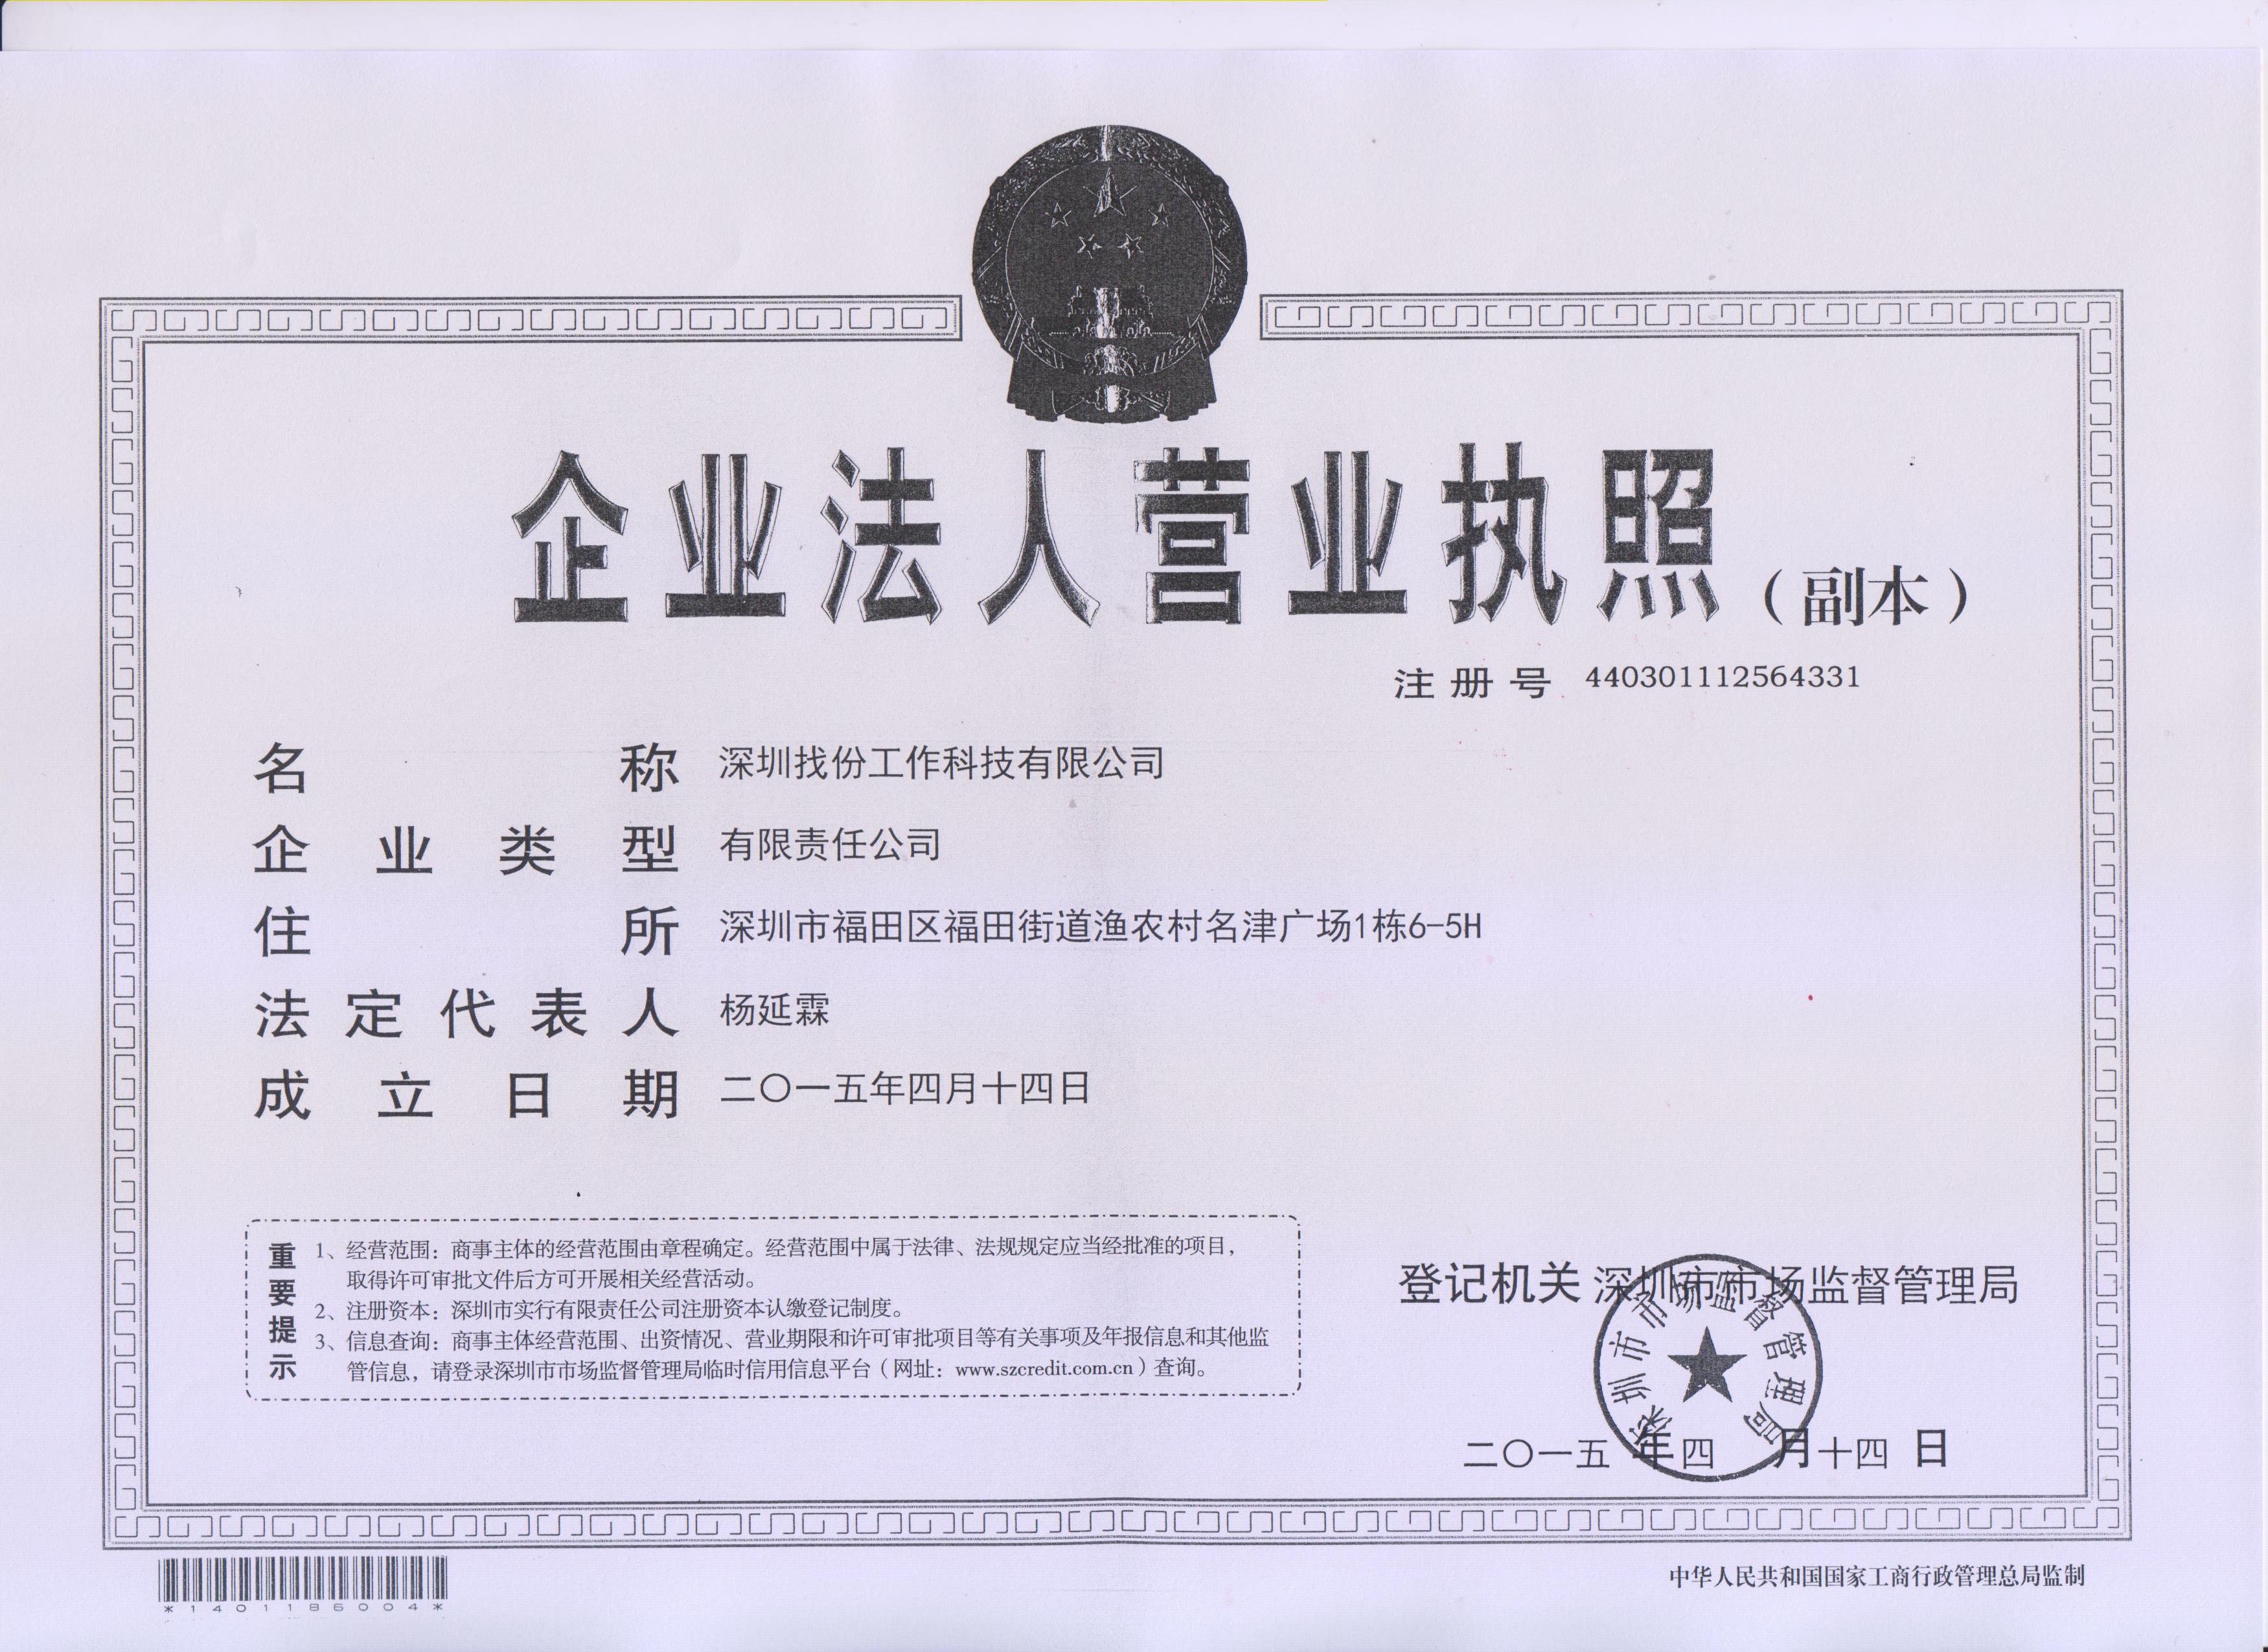 企业法人营业执照（副本）
注册号 440301112564331
名称 深圳找份工作科技有限公司
企业类型 有限责任公司
住所 深圳市福田区福田街道渔农村名津广场1栋6-5H
法定代表人 杨延霖
成立日期 二〇一五年四月十四日
重要提示
1、经营范围：商事主体的经营范围由章程确定。经营范围中属于法律、法规规定应当经批准的项目，
取得许可审批文件后方可开展相关经营活动。
2、注册资本：深圳市实行有限责任公司注册资本认缴登记制度。
3、信息查询：商事主体经营范围、出资情况、营业期限和许可审批项目等有关事项及年报信息和其他监
管信息，请登录深圳市市场监督管理局临时信用信息平台（网址：www.szcredit.com.cn）查询。
登记机关 深圳市市场监督管理局
深圳市市场监督管理局
二〇一五年四月十四日
*1401186004*
中华人民共和国国家工商行政管理总局监制